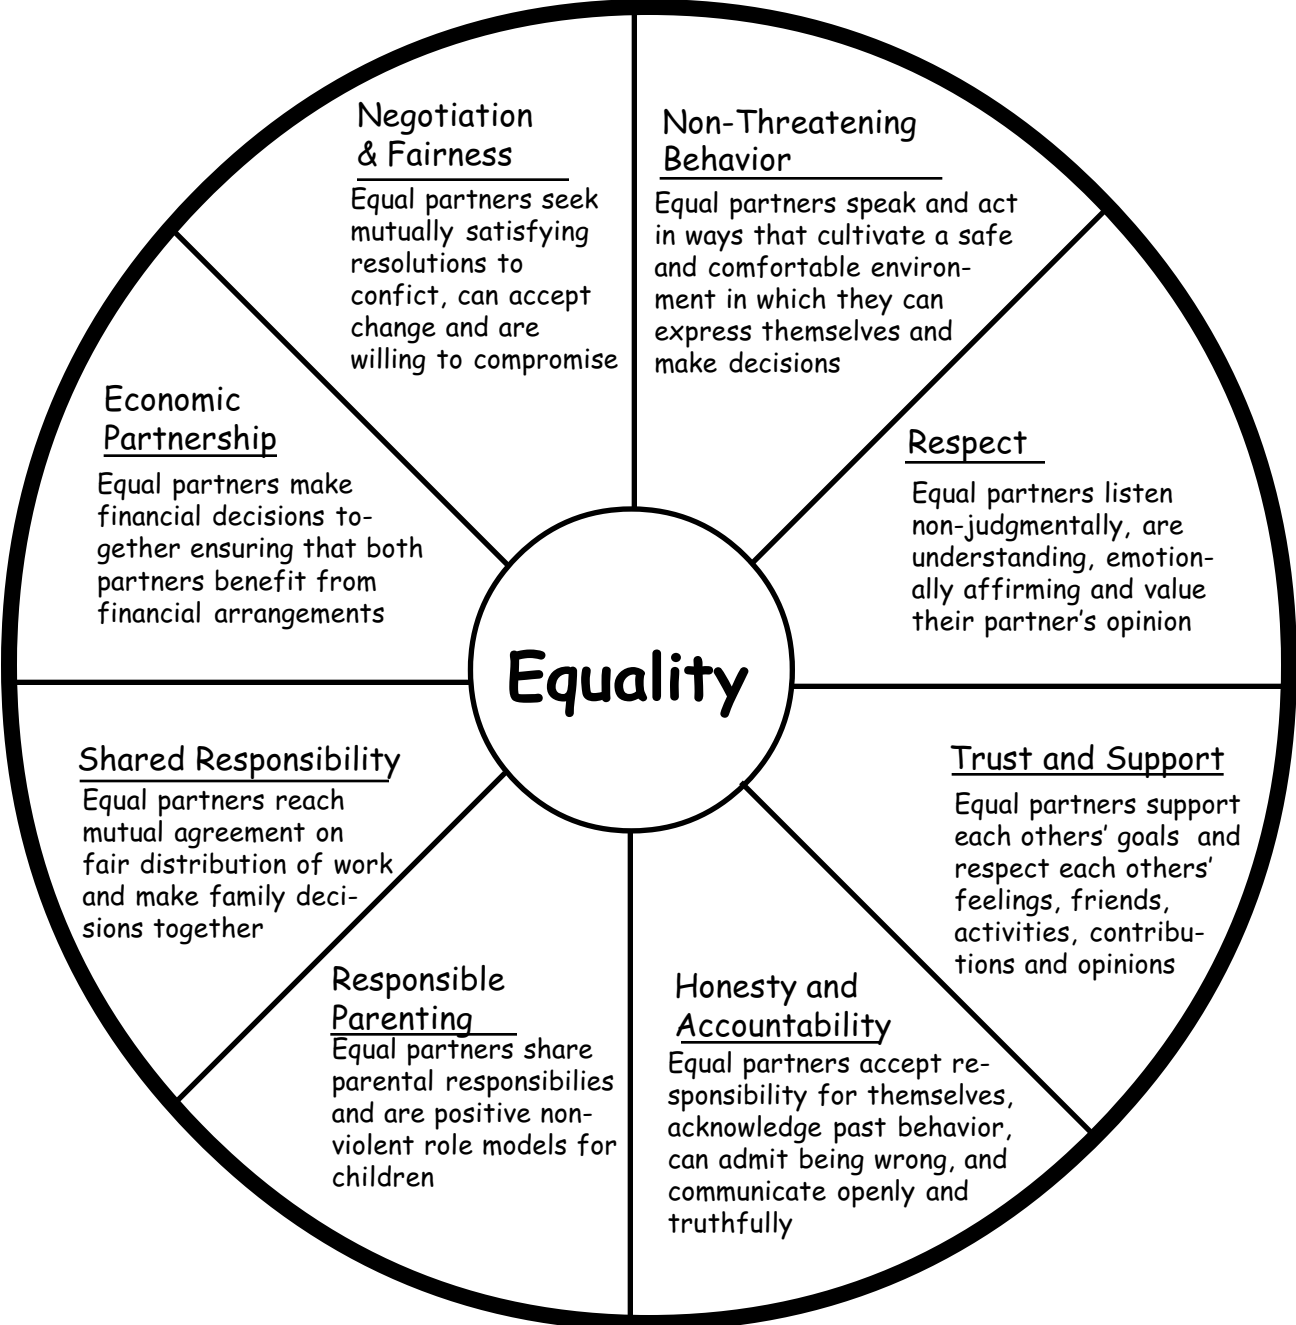 Negotiation
& Fairness
Equal partners seek
mutually satisfying
resolutions to
confict, can accept
change and are
willing to compromise
Non-Threatening
Behavior
Equal partners speak and act
in ways that cultivate a safe
and comfortable environ-
ment in which they can
express themselves and
make decisions
Economic
Partnership
Equal partners make
financial decisions to-
gether ensuring that both
partners benefit from
financial arrangements
Respect
Equal partners listen
non-judgmentally, are
understanding, emotion-
ally affirming and value
their partner’s opinion
Equality
Shared Responsibility
Equal partners reach
mutual agreement on
fair distribution of work
and make family deci-
sions together
Trust and Support
Equal partners support
each others’ goals and
respect each others’
feelings, friends,
activities, contribu-
tions and opinions
Responsible
Parenting
Equal partners share
parental responsibilies
and are positive non-
violent role models for
children
Honesty and
Accountability
Equal partners accept re-
sponsibility for themselves,
acknowledge past behavior,
can admit being wrong, and
communicate openly and
truthfully